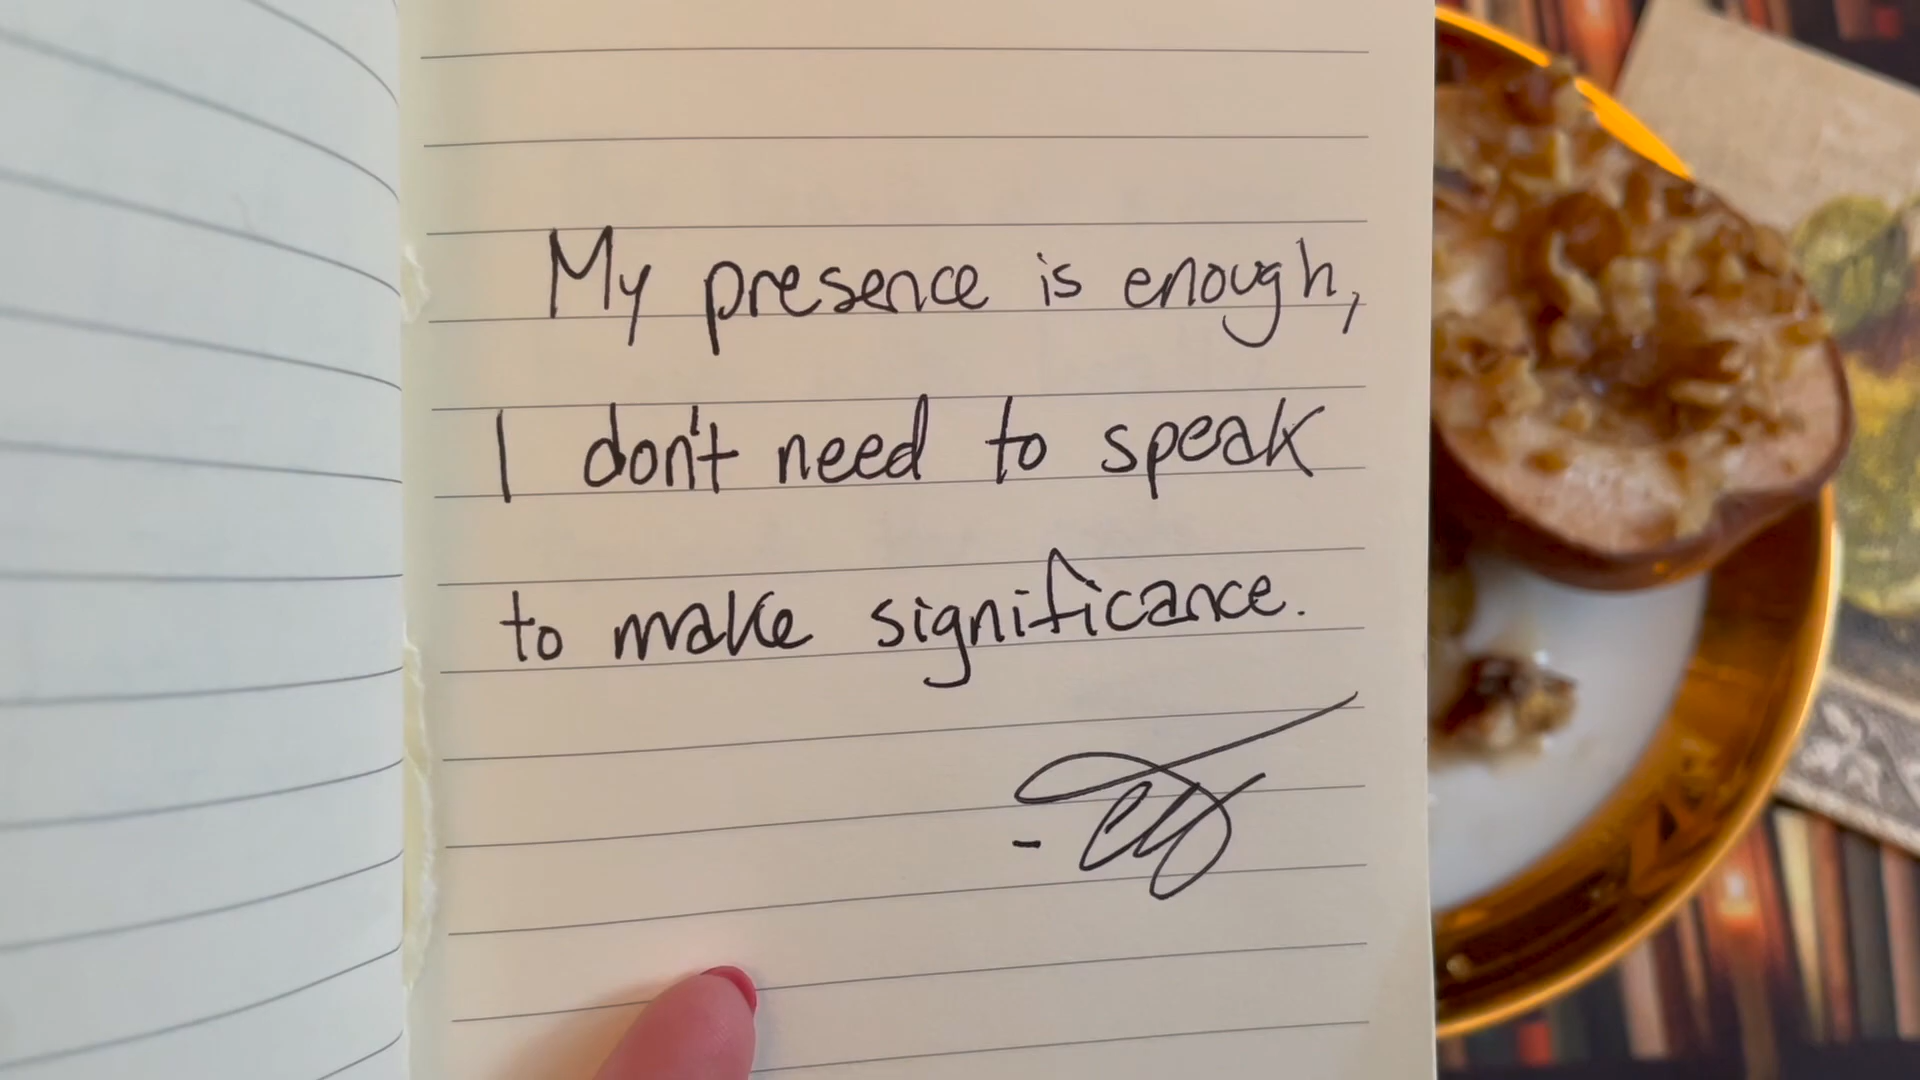 My presence is enough,
I don't need to speak
to make significance.